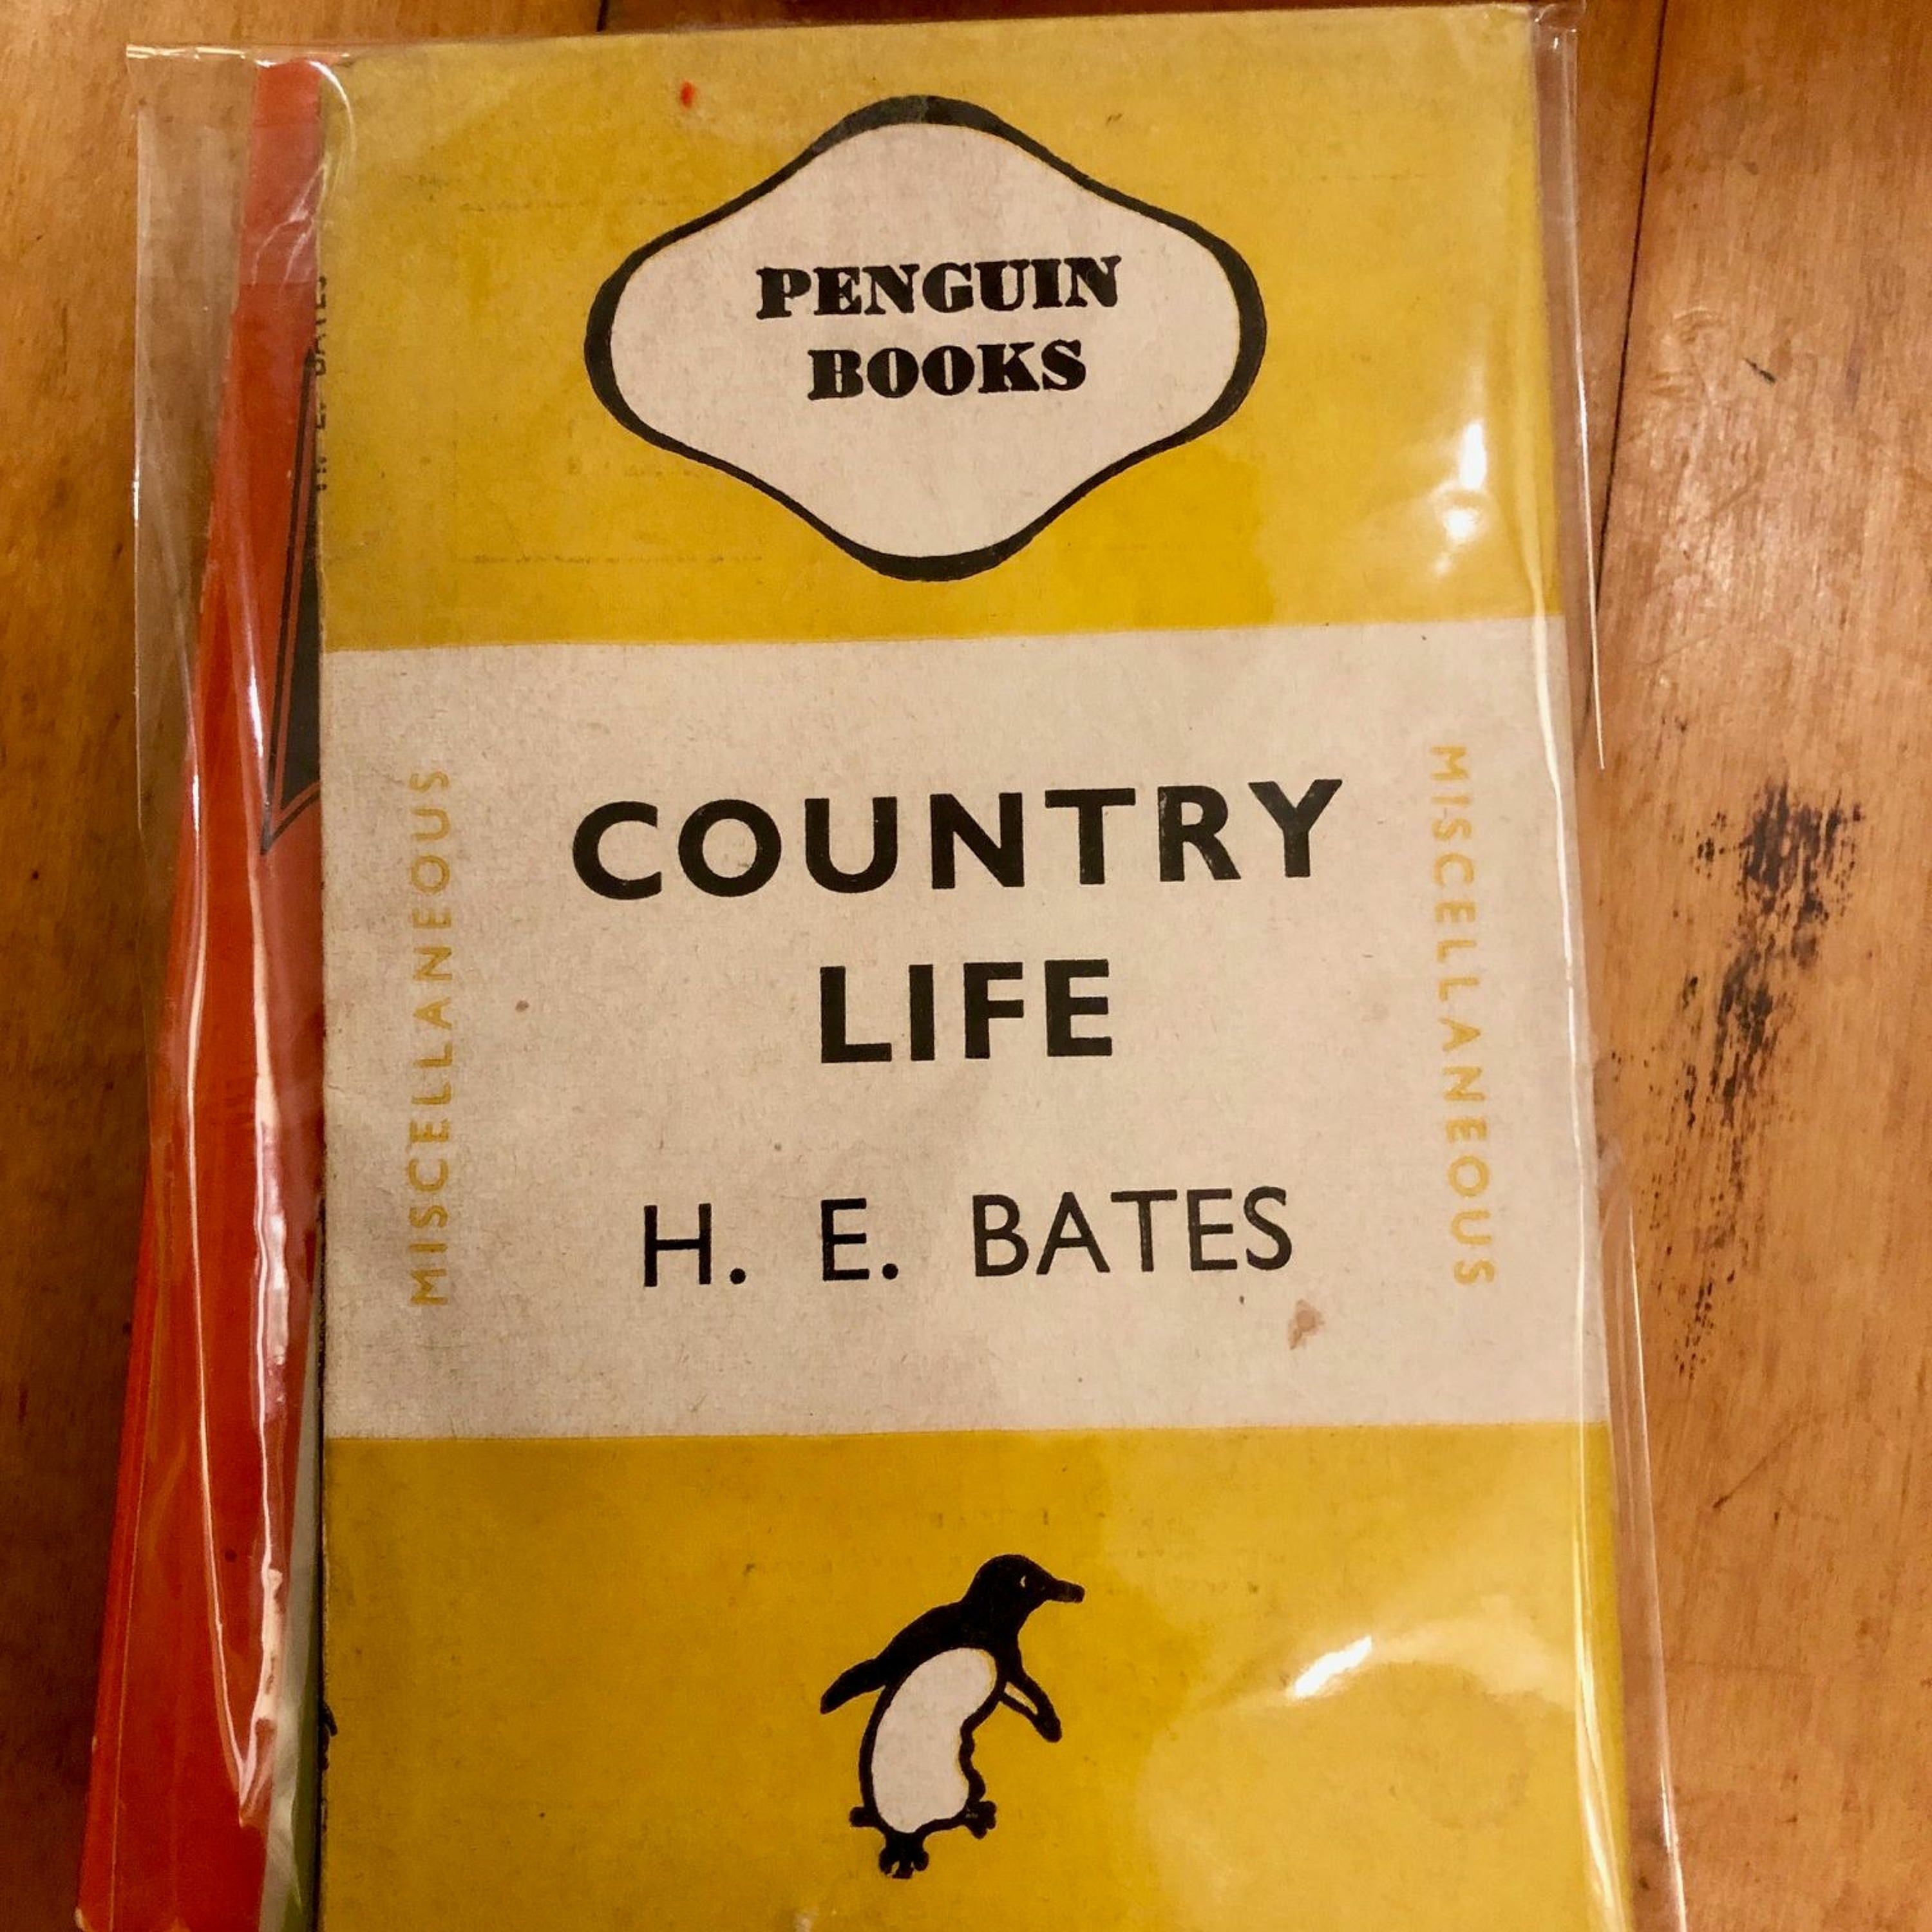 PENGUIN
BOOKS
MISCELLANEOUS
COUNTRY
LIFE
H. E. BATES
MISCELLANEOUS